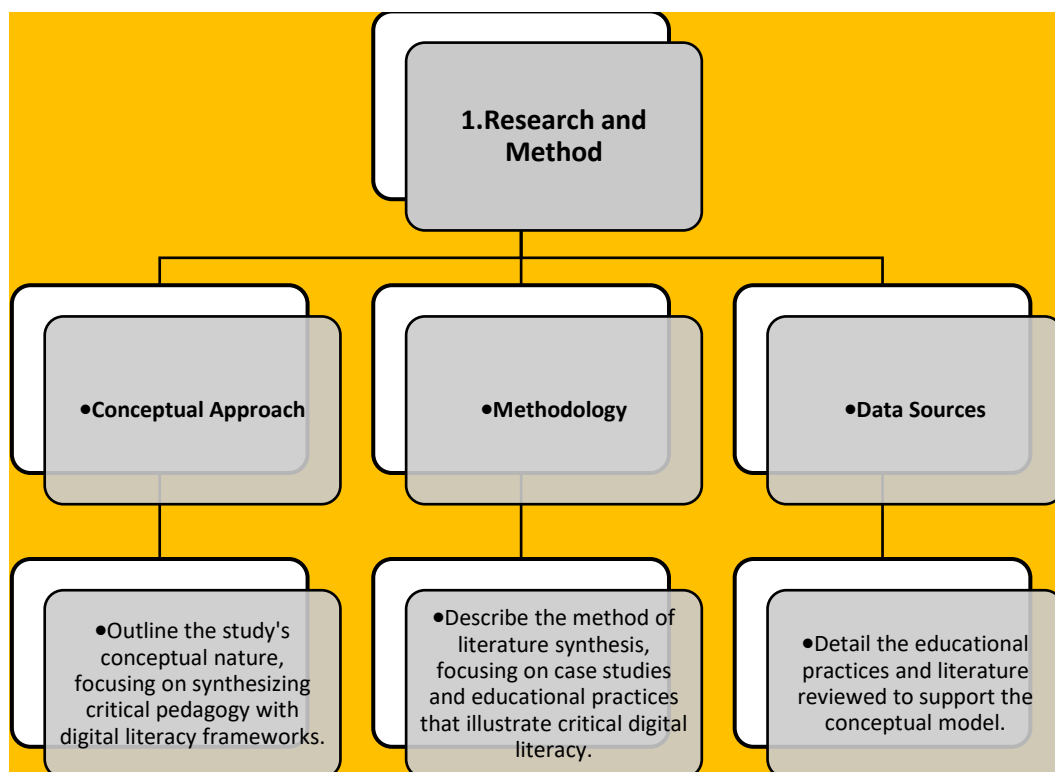 1.Research and
Method
•Conceptual Approach
•Methodology
•Data Sources
•Outline the study's
conceptual nature,
focusing on synthesizing
critical pedagogy with
digital literacy frameworks.
•Describe the method of
literature synthesis,
focusing on case studies
and educational practices
that illustrate critical digital
literacy.
•Detail the educational
practices and literature
reviewed to support the
conceptual model.